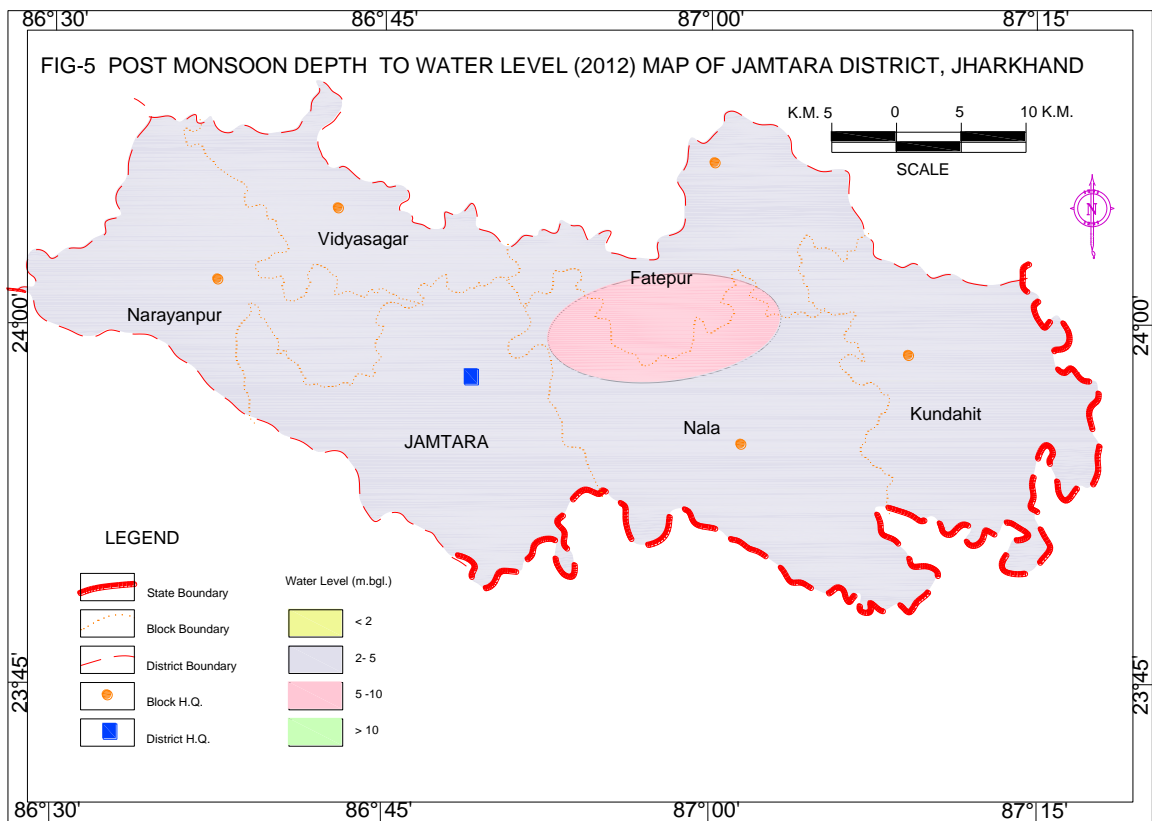 86°30' 86°45' 87°00' 87°15'
FIG-5 POST MONSOON DEPTH TO WATER LEVEL (2012) MAP OF JAMTARA DISTRICT, JHARKHAND
K.M. 5 0 5 10 K.M.
SCALE
N
Vidyasagar
Fatepur
Narayanpur
24°00'
24°00'
Kundahit
Nala
JAMTARA
LEGEND
State Boundary
Block Boundary
District Boundary
Block H.Q.
District H.Q.
Water Level (m.bgl.)
< 2
2- 5
5 -10
> 10
23°45'
23°45'
86°30' 86°45' 87°00' 87°15'